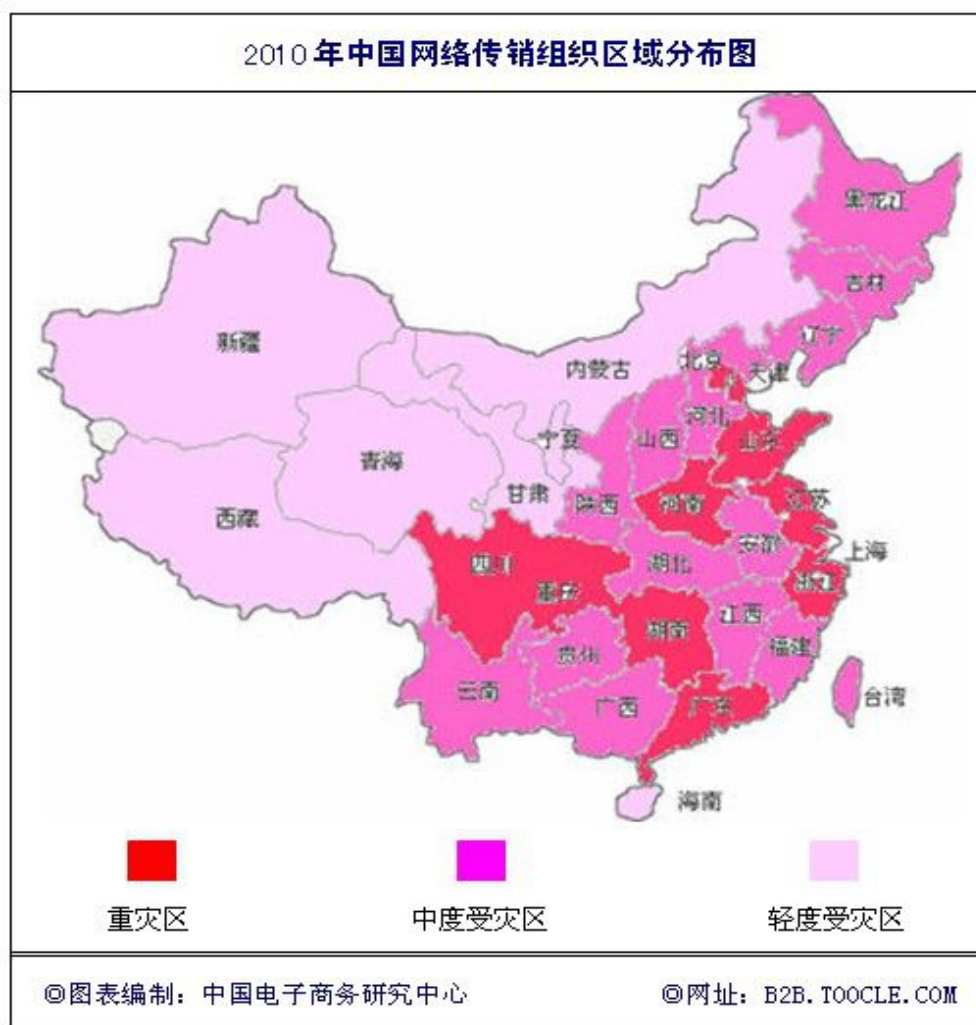 2010年中国网络传销组织区域分布图
黑龙江
吉林
辽宁
新疆
内蒙古
北京
天津
河北
山西
山东
宁夏
青海
甘肃
陕西
河南
江苏
西藏
安徽
上海
四川
重庆
湖北
浙江
湖南
江西
福建
贵州
云南
广西
广东
台湾
海南
重灾区 中度受灾区 轻度受灾区
◎图表编制：中国电子商务研究中心 ◎网址：B2B.TOOCLE.COM